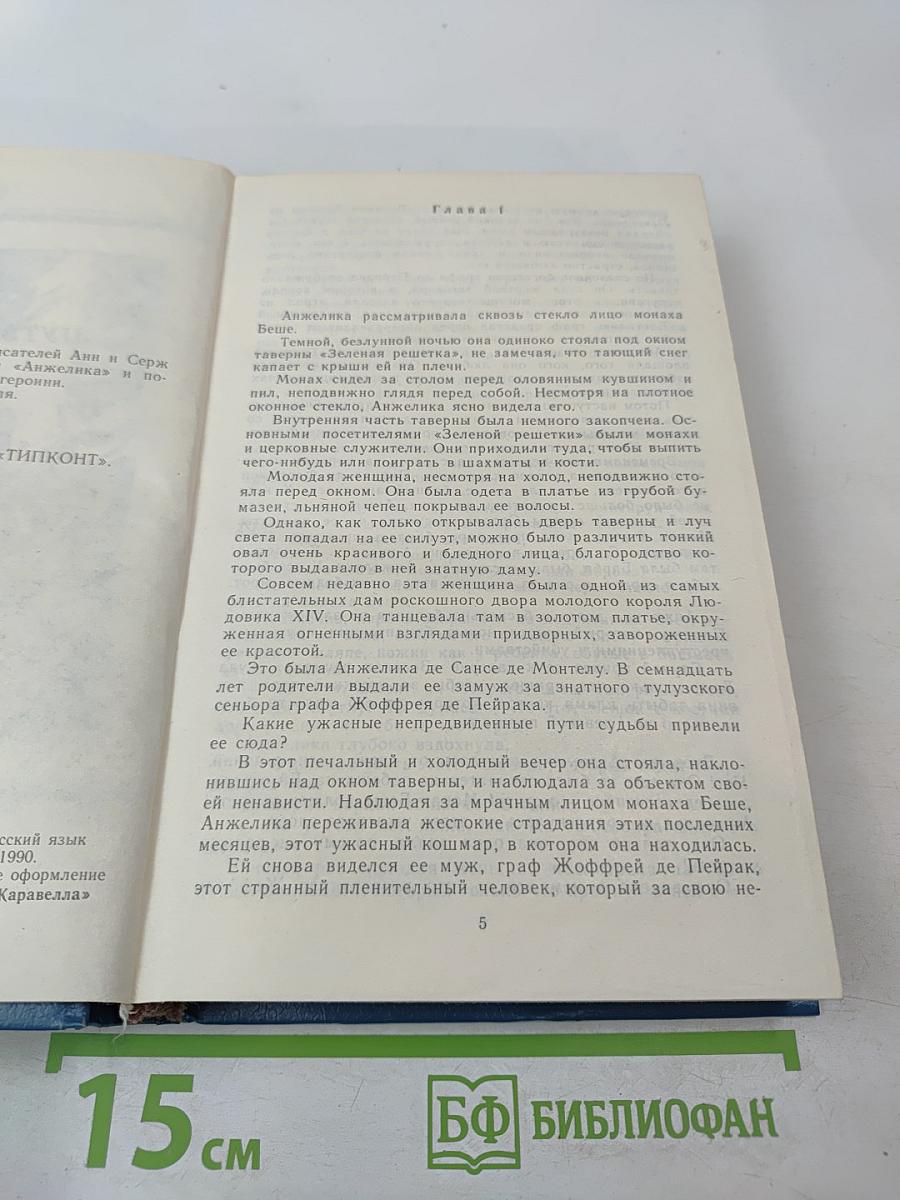 исателей Анн и Серж
«Анжелика» и по-
героини.
ля.
«ТИПКОНТ».
сский язык
1990.
е оформление
Каравелла»
Глава 1
Анжелика рассматривала сквозь стекло лицо монаха
Беше.
Темной, безлунной ночью она одиноко стояла под окном
таверны «Зеленая решетка», не замечая, что тающий снег
капает с крыши ей на плечи.
Монах сидел за столом перед оловянным кувшином и
пил, неподвижно глядя перед собой. Несмотря на плотное
оконное стекло, Анжелика ясно видела его.
Внутренняя часть таверны была немного закопчена. Ос-
новными посетителями «Зеленой решетки» были монахи
и церковные служители. Они приходили туда, чтобы выпить
чего-нибудь или поиграть в шахматы и кости.
Молодая женщина, несмотря на холод, неподвижно сто-
яла перед окном. Она была одета в платье из грубой бу-
мазеи, льняной чепец покрывал ее волосы.
Однако, как только открывалась дверь таверны и луч
света попадал на ее силуэт, можно было различить тонкий
овал очень красивого и бледного лица, благородство ко-
торого выдавало в ней знатную даму.
Совсем недавно эта женщина была одной из самых
блистательных дам роскошного двора молодого короля Лю-
довика XIV. Она танцевала там в золотом платье, окру-
женная огненными взглядами придворных, завороженных
ее красотой.
Это была Анжелика де Сансе де Монтелу. В семнадцать
лет родители выдали ее замуж за знатного тулузского
сеньора графа Жоффрея де Пейрака.
Какие ужасные непредвиденные пути судьбы привели
ее сюда?
В этот печальный и холодный вечер она стояла, накло-
нившись над окном таверны, и наблюдала за объектом сво-
ей ненависти. Наблюдая за мрачным лицом монаха Беше,
Анжелика переживала жестокие страдания этих последних
месяцев, этот ужасный кошмар, в котором она находилась.
Ей снова виделся ее муж, граф Жоффрей де Пейрак,
этот странный пленительный человек, который за свою не-
5
15 см
БФ БИБЛИОФАН